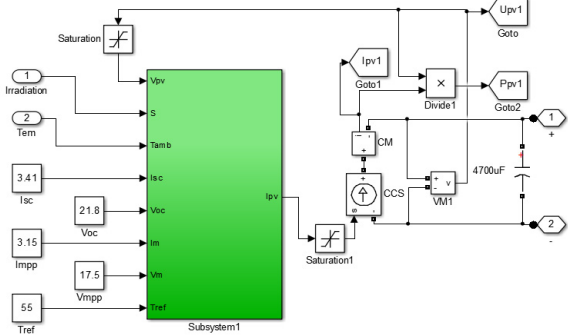 Upv1
Goto
Saturation
Ipv1
Goto1
×
Divide1
Ppv1
Goto2
1
Irradiation
2
Tem
3.41
Isc
21.8
Voc
3.15
Impp
17.5
Vmpp
55
Tref
Vpv
S
Tamb
Isc
Voc
Im
Vm
Tref
Ipv
Subsystem1
Saturation1
i
+
-
CM
+
-
s
CCS
+
-
v
VM1
+
4700uF
1
+
2
-